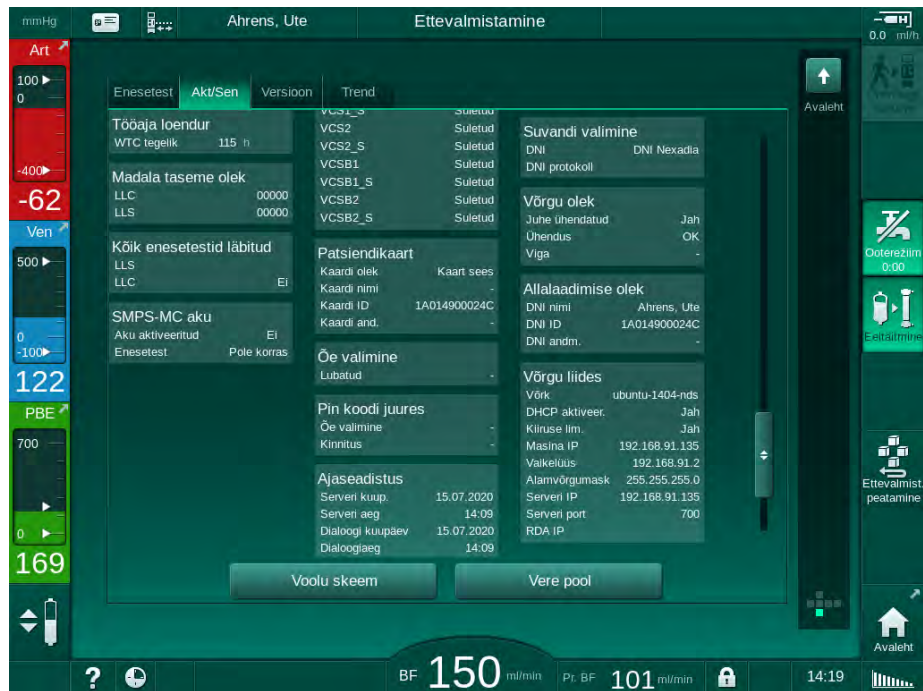 mmHg
Ahrens, Ute
Ettevalmistamine
0.0 ml/h
Art
100
0
-400
-62
Ven
500
0
-100
122
PBE
700
0
169
Enesetest Akt/Sen Versioon Trend
Tööaja loendur
WTC tegelik 115 h
Madala taseme olek
LLC 00000
LLS 00000
Kõik enesetestid läbitud
LLS
LLC Ei
SMPS-MC aku
Aku aktiveeritud Ei
Enesetest Pole korras
VCS1_S Suletud
VCS2 Suletud
VCS2_S Suletud
VCSB1 Suletud
VCSB1_S Suletud
VCSB2 Suletud
VCSB2_S Suletud
Patsiendikaart
Kaardi olek Kaart sees
Kaardi nimi -
Kaardi ID 1A014900024C
Kaardi and. -
Õe valimine
Lubatud -
Pin koodi juures
Õe valimine -
Kinnitus -
Ajaseadistus
Serveri kuup. 15.07.2020
Serveri aeg 14:09
Dialoogi kuupäev 15.07.2020
Dialoogiaeg 14:09
Suvandi valimine
DNI DNI Nexadia
DNI protokoll
Võrgu olek
Juhe ühendatud Jah
Ühendus OK
Viga -
Allalaadimise olek
DNI nimi Ahrens, Ute
DNI ID 1A014900024C
DNI andm. -
Võrgu liides
Võrk ubuntu-1404-nds
DHCP aktiveer. Jah
Kiiruse lim. Jah
Masina IP 192.168.91.135
Vaikelüüs 192.168.91.2
Alamvõrgumask 255.255.255.0
Serveri IP 192.168.91.135
Serveri port 700
RDA IP
Voolu skeem
Vere pool
Avaleht
Ooterežiim
0:00
Eeltäitmine
Ettevalmist.
peatamine
Avaleht
? BF 150 ml/min Pr. BF 101 ml/min 14:19